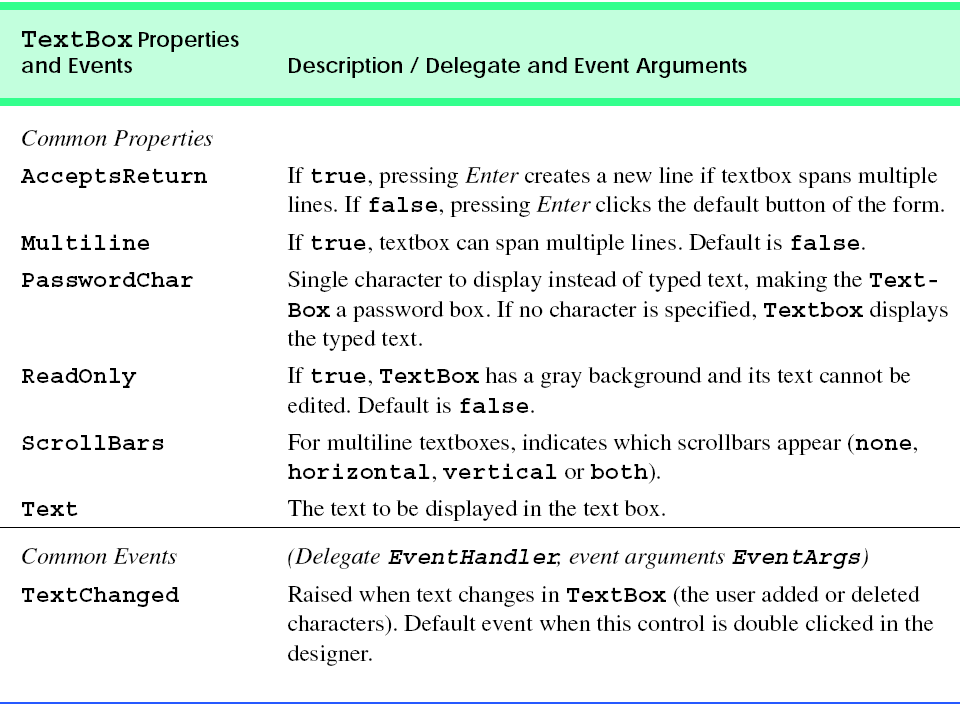 TextBox Properties
and Events
Description / Delegate and Event Arguments
Common Properties
AcceptsReturn
If true, pressing Enter creates a new line if textbox spans multiple
lines. If false, pressing Enter clicks the default button of the form.
Multiline
If true, textbox can span multiple lines. Default is false.
PasswordChar
Single character to display instead of typed text, making the Text-
Box a password box. If no character is specified, Textbox displays
the typed text.
ReadOnly
If true, TextBox has a gray background and its text cannot be
edited. Default is false.
ScrollBars
For multiline textboxes, indicates which scrollbars appear (none,
horizontal, vertical or both).
Text
The text to be displayed in the text box.
Common Events
(Delegate EventHandler, event arguments EventArgs)
TextChanged
Raised when text changes in TextBox (the user added or deleted
characters). Default event when this control is double clicked in the
designer.